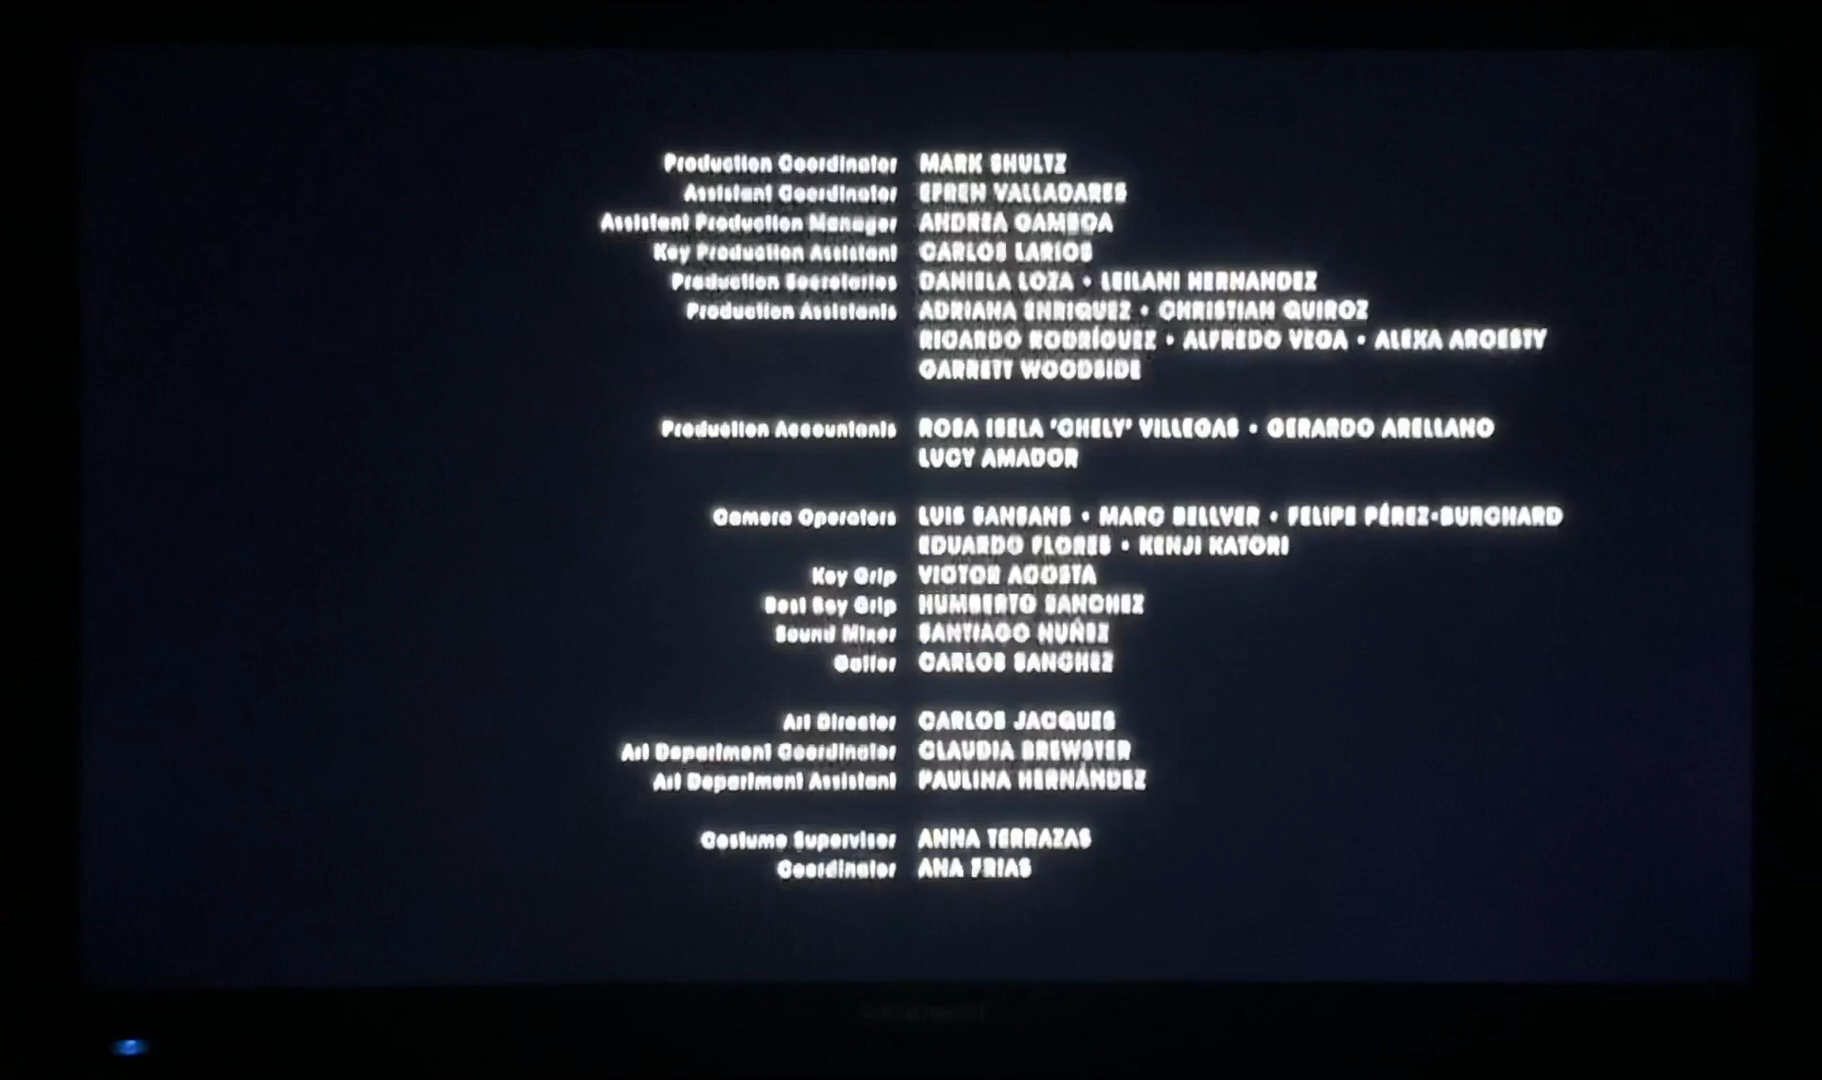 Production Coordinator MARK SHULTZ
Assistant Coordinator EFREN VALLADARES
Assistant Production Manager ANDREA GAMBOA
Key Production Assistant CARLOS LARIOS
Production Secretaries DANIELA LOZA • LEILANI HERNANDEZ
Production Assistants ADRIANA ENRIQUEZ • CHRISTIAN QUIROZ
RICARDO RODRÍGUEZ • ALFREDO VEGA • ALEXA AROESTY
GARRETT WOODSIDE
Production Accountants ROSA ISELA 'CHELY' VILLEGAS • GERARDO ARELLANO
LUCY AMADOR
Camera Operators LUIS SANSANS • MARC BELLVER • FELIPE PÉREZ-BURCHARD
EDUARDO FLORES • KENJI KATORI
Key Grip VICTOR ACOSTA
Best Boy Grip HUMBERTO SANCHEZ
Sound Mixer SANTIAGO NUÑEZ
Gaffer CARLOS SANCHEZ
Art Director CARLOS JACQUES
Art Department Coordinator CLAUDIA BREWSTER
Art Department Assistant PAULINA HERNÁNDEZ
Costume Supervisor ANNA TERRAZAS
Coordinator ANA FRIAS